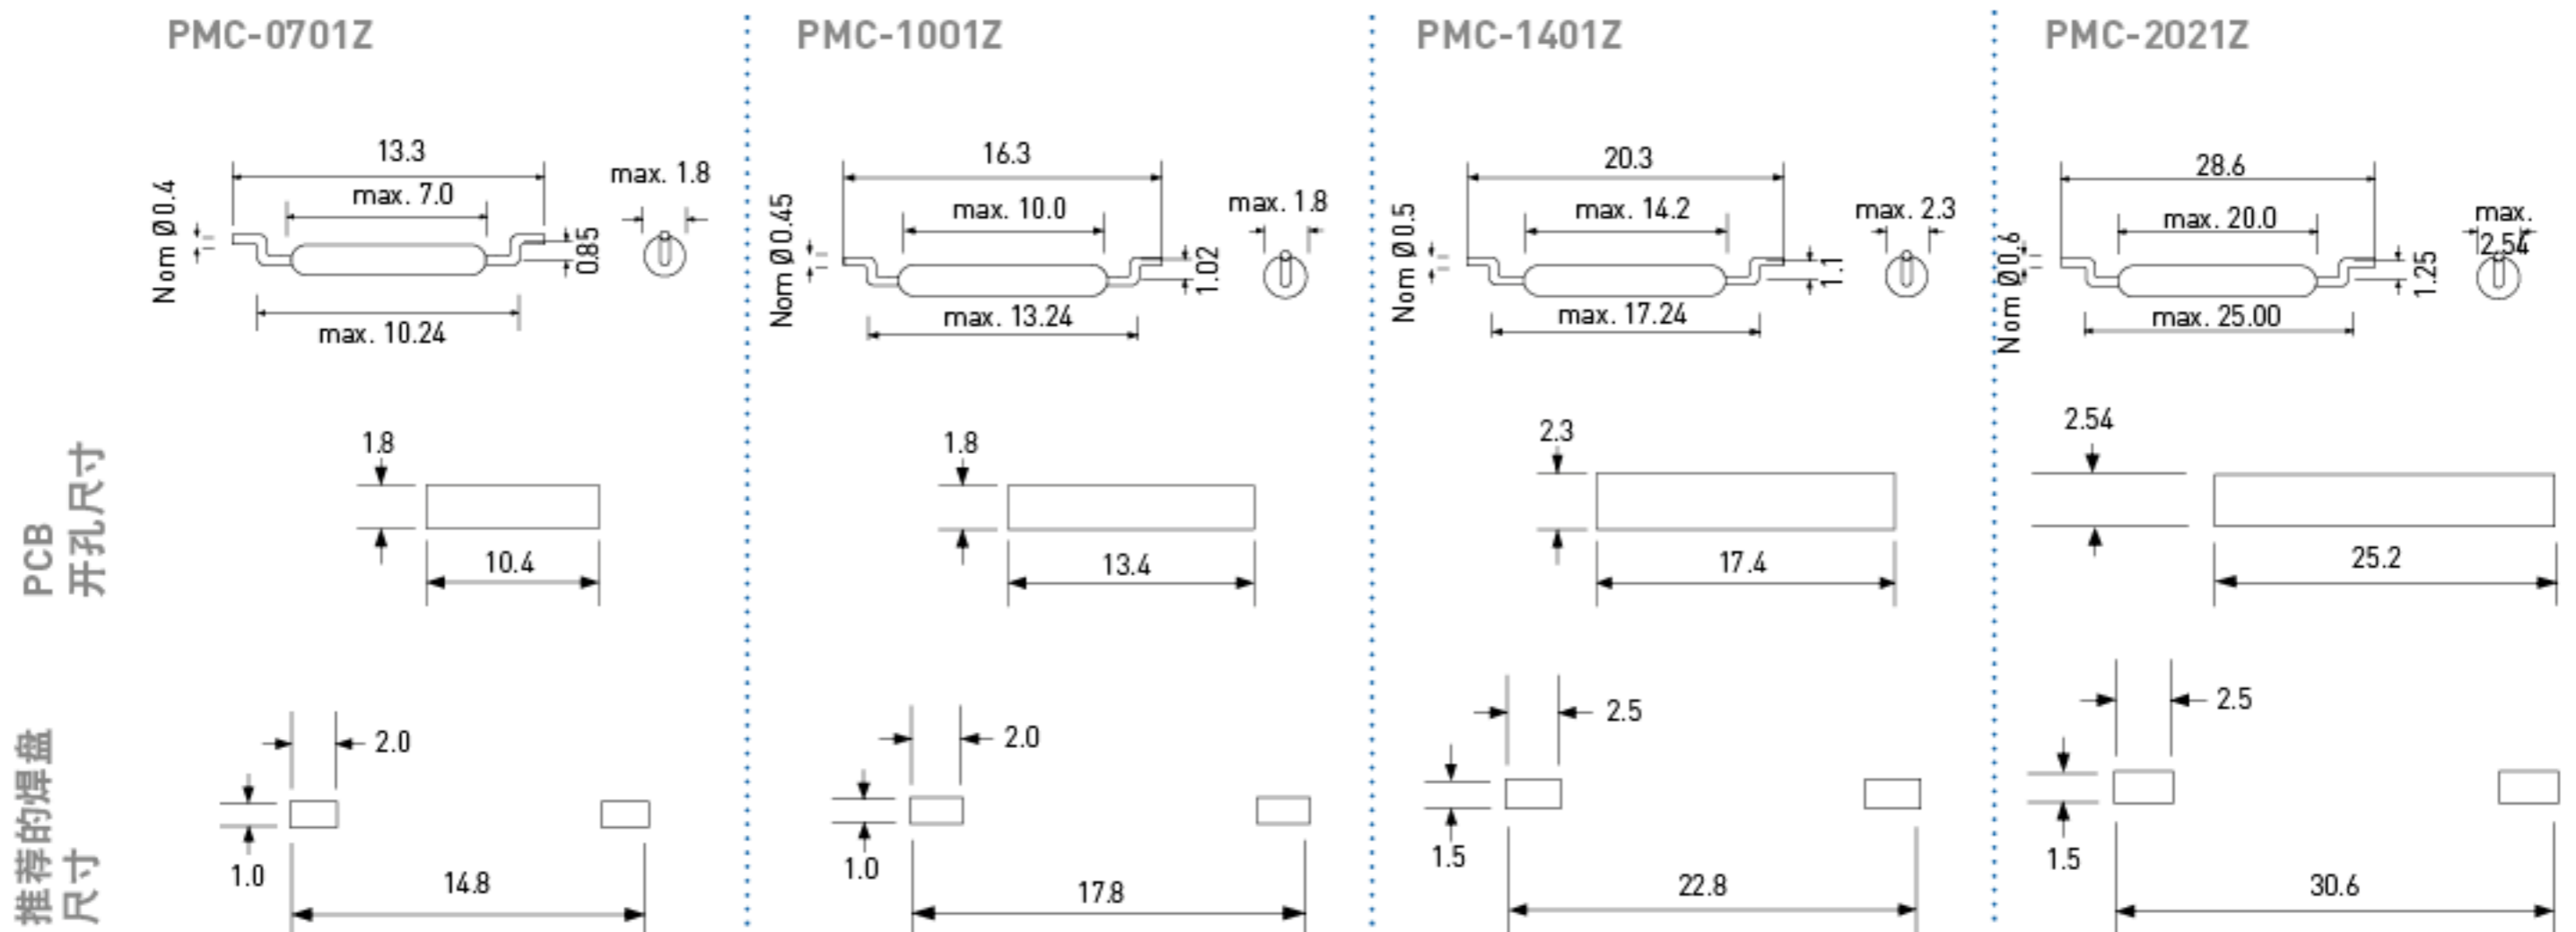 PMC-0701Z
13.3
max. 7.0
Nom Ø0.4
0.85
max. 1.8
max. 10.24
PMC-1001Z
16.3
max. 10.0
Nom Ø0.45
1.02
max. 1.8
max. 13.24
PMC-1401Z
20.3
max. 14.2
Nom Ø0.5
1.1
max. 2.3
max. 17.24
PMC-2021Z
28.6
max. 20.0
Nom Ø0.6
1.25
max.
2.54
max. 25.00
PCB
开孔尺寸
1.8
10.4
1.8
13.4
2.3
17.4
2.54
25.2
推荐的焊盘
尺寸
2.0
1.0
14.8
2.0
1.0
17.8
2.5
1.5
22.8
2.5
1.5
30.6